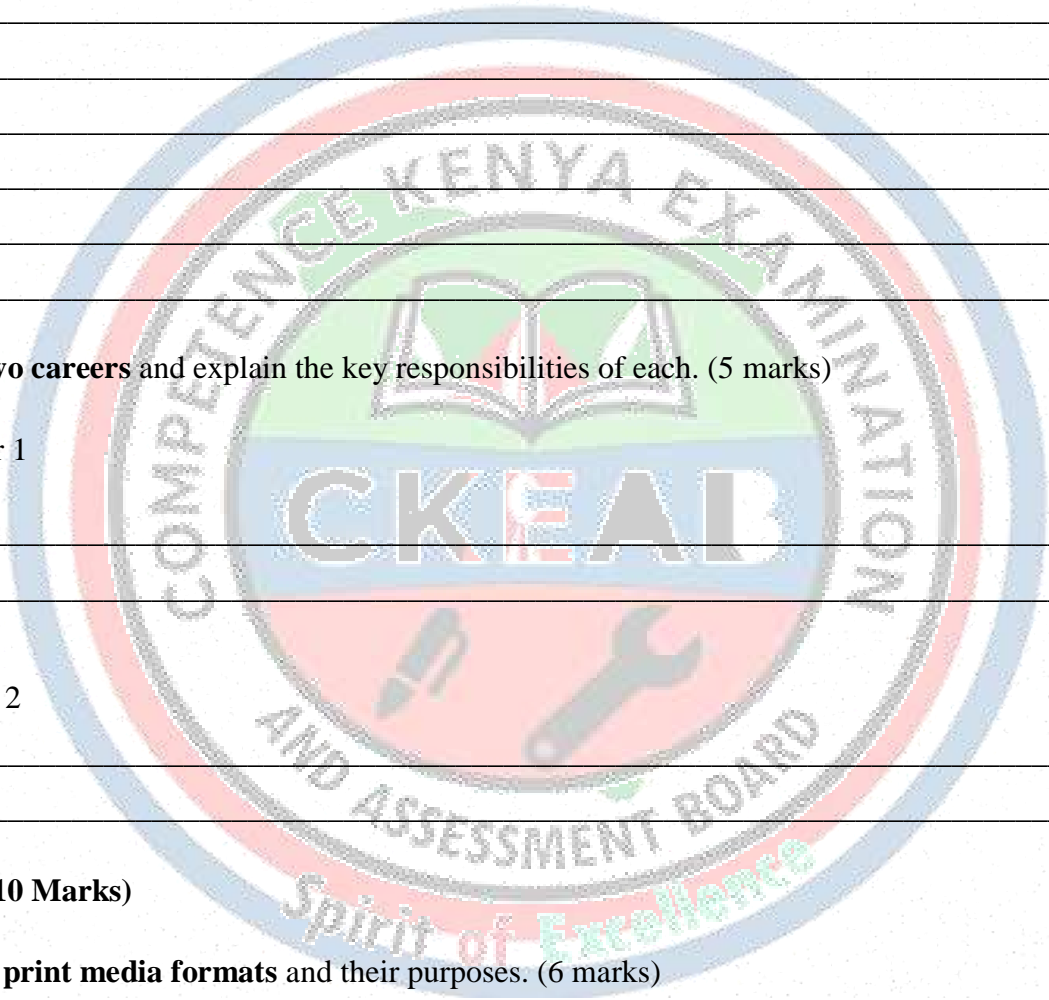 COMPETENCE KENYA EXAMINATION
vo careers and explain the key responsibilities of each. (5 marks)
r 1
CKEAB
2
AND ASSESSMENT BOARD
10 Marks)
Spirit of Excellence
print media formats and their purposes. (6 marks)